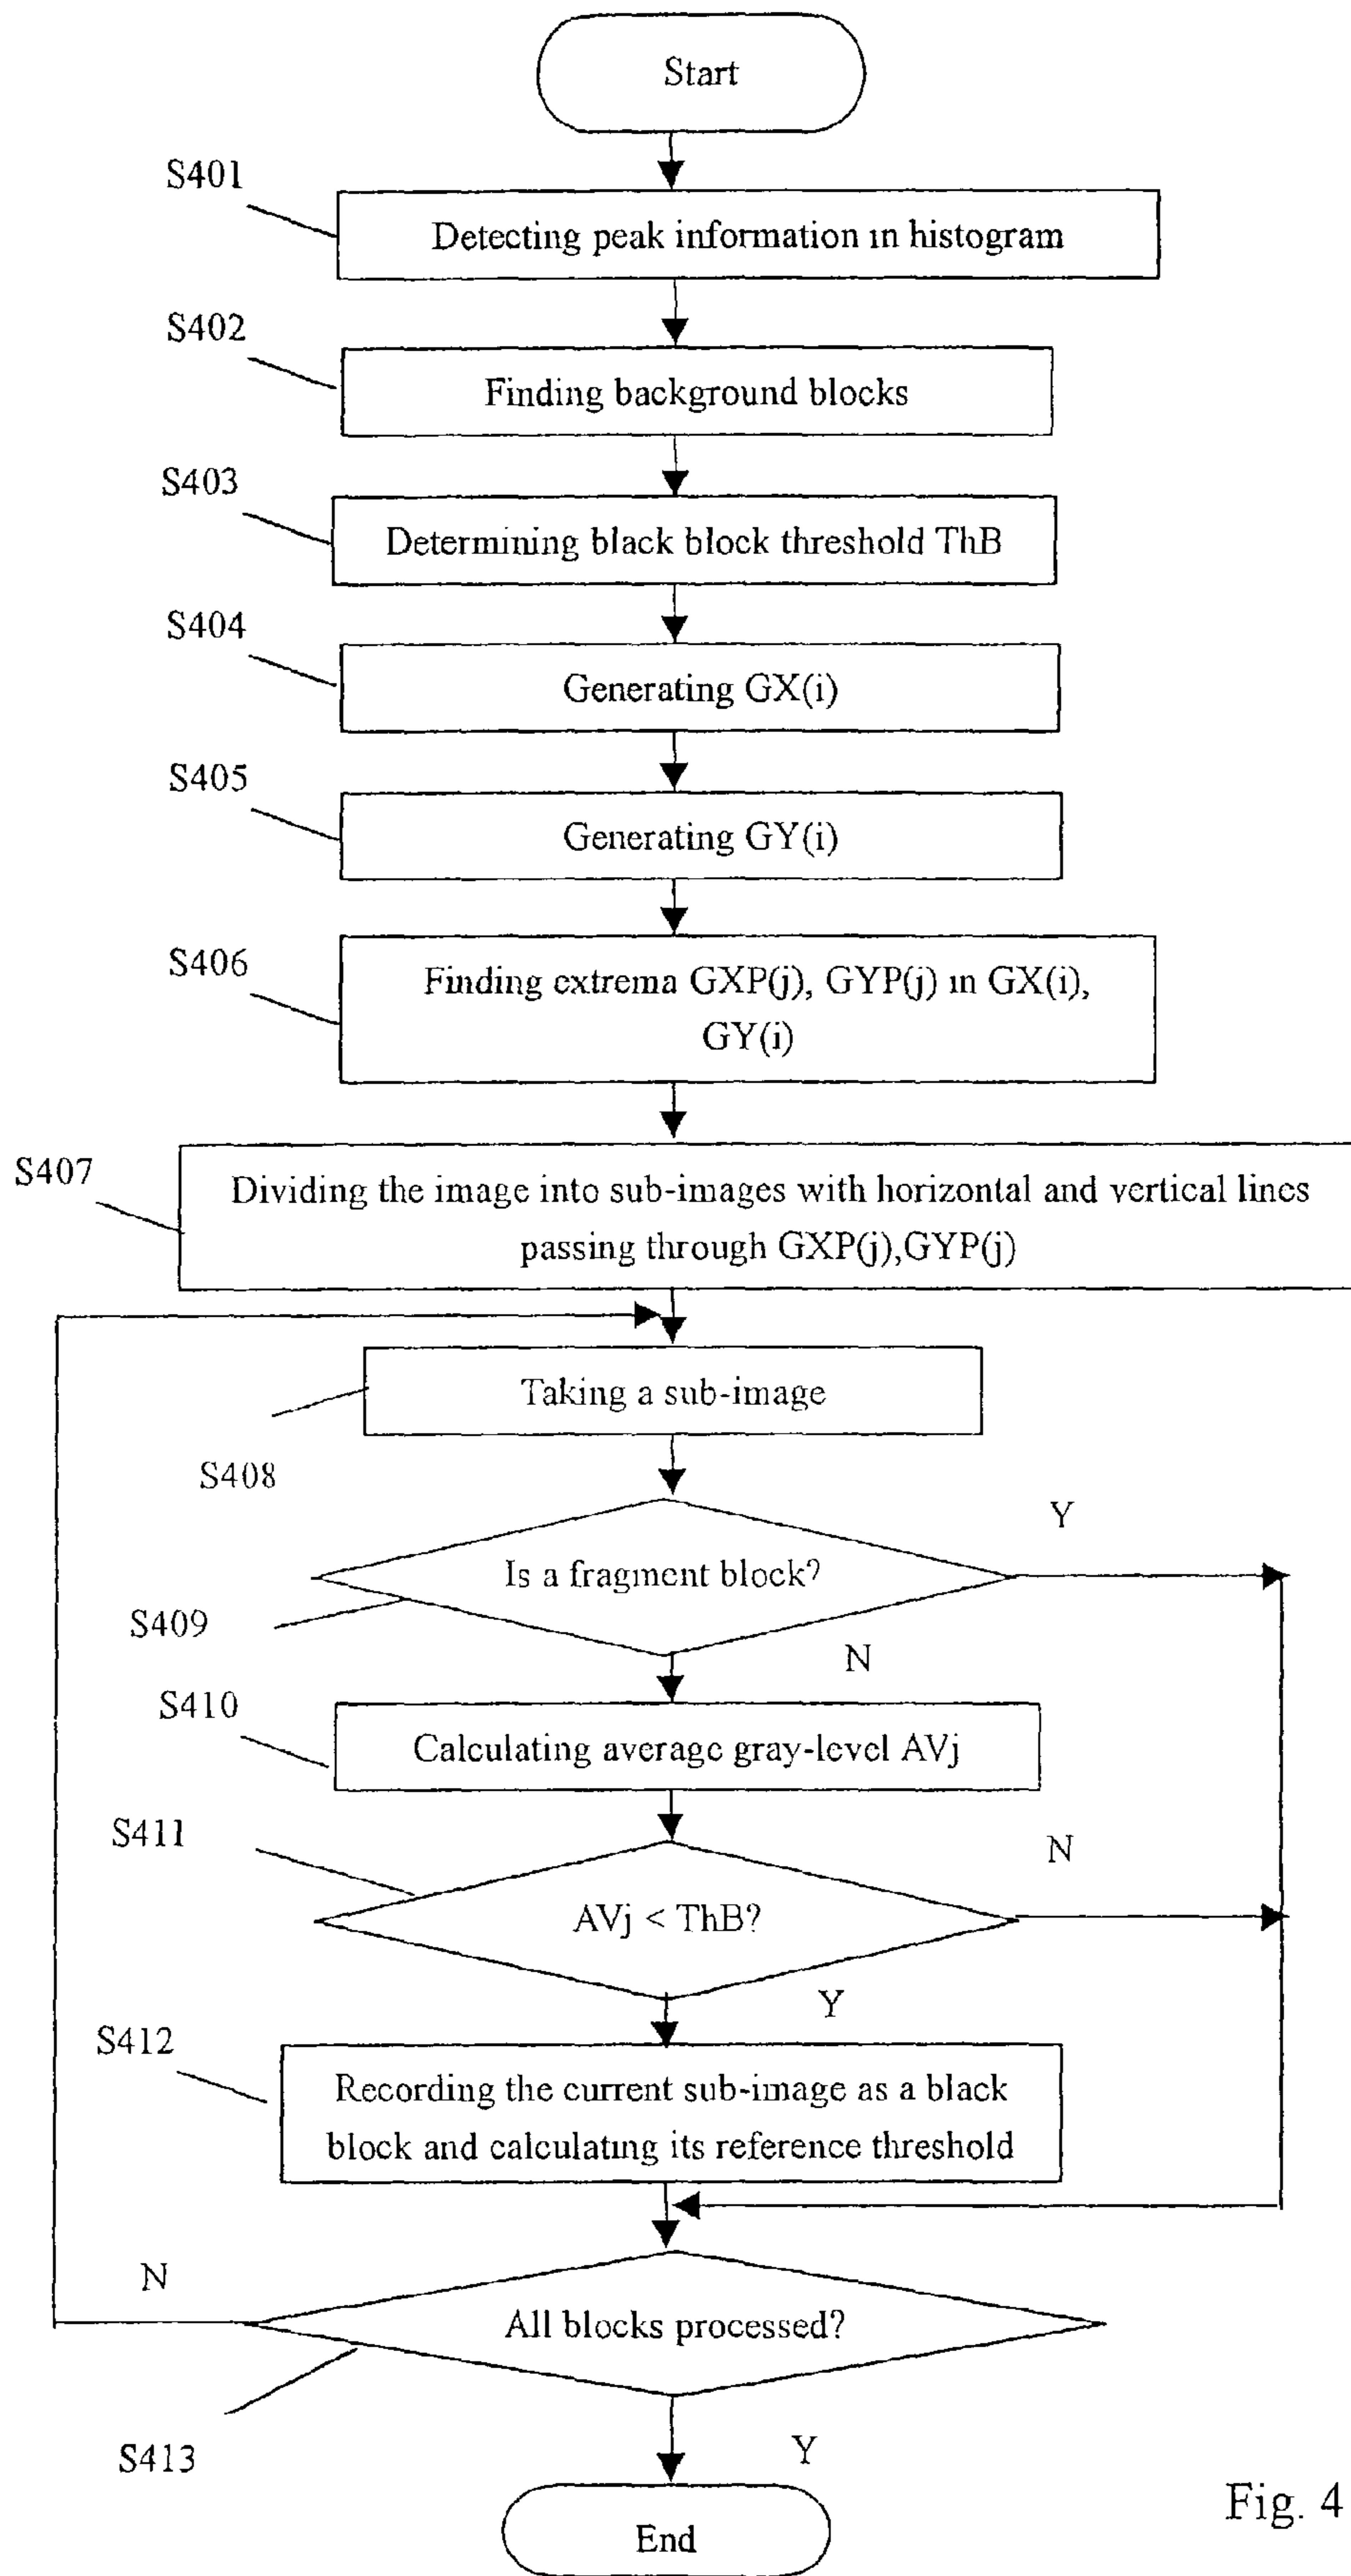 Start
S401
Detecting peak information in histogram
S402
Finding background blocks
S403
Determining black block threshold ThB
S404
Generating GX(i)
S405
Generating GY(i)
S406
Finding extrema GXP(j), GYP(j) in GX(i),
GY(i)
S407
Dividing the image into sub-images with horizontal and vertical lines
passing through GXP(j),GYP(j)
Taking a sub-image
S408
Y
Is a fragment block?
S409
N
S410
Calculating average gray-level AVj
S411
N
AVj < ThB?
Y
S412
Recording the current sub-image as a black
block and calculating its reference threshold
N
All blocks processed?
S413
Y
End
Fig. 4